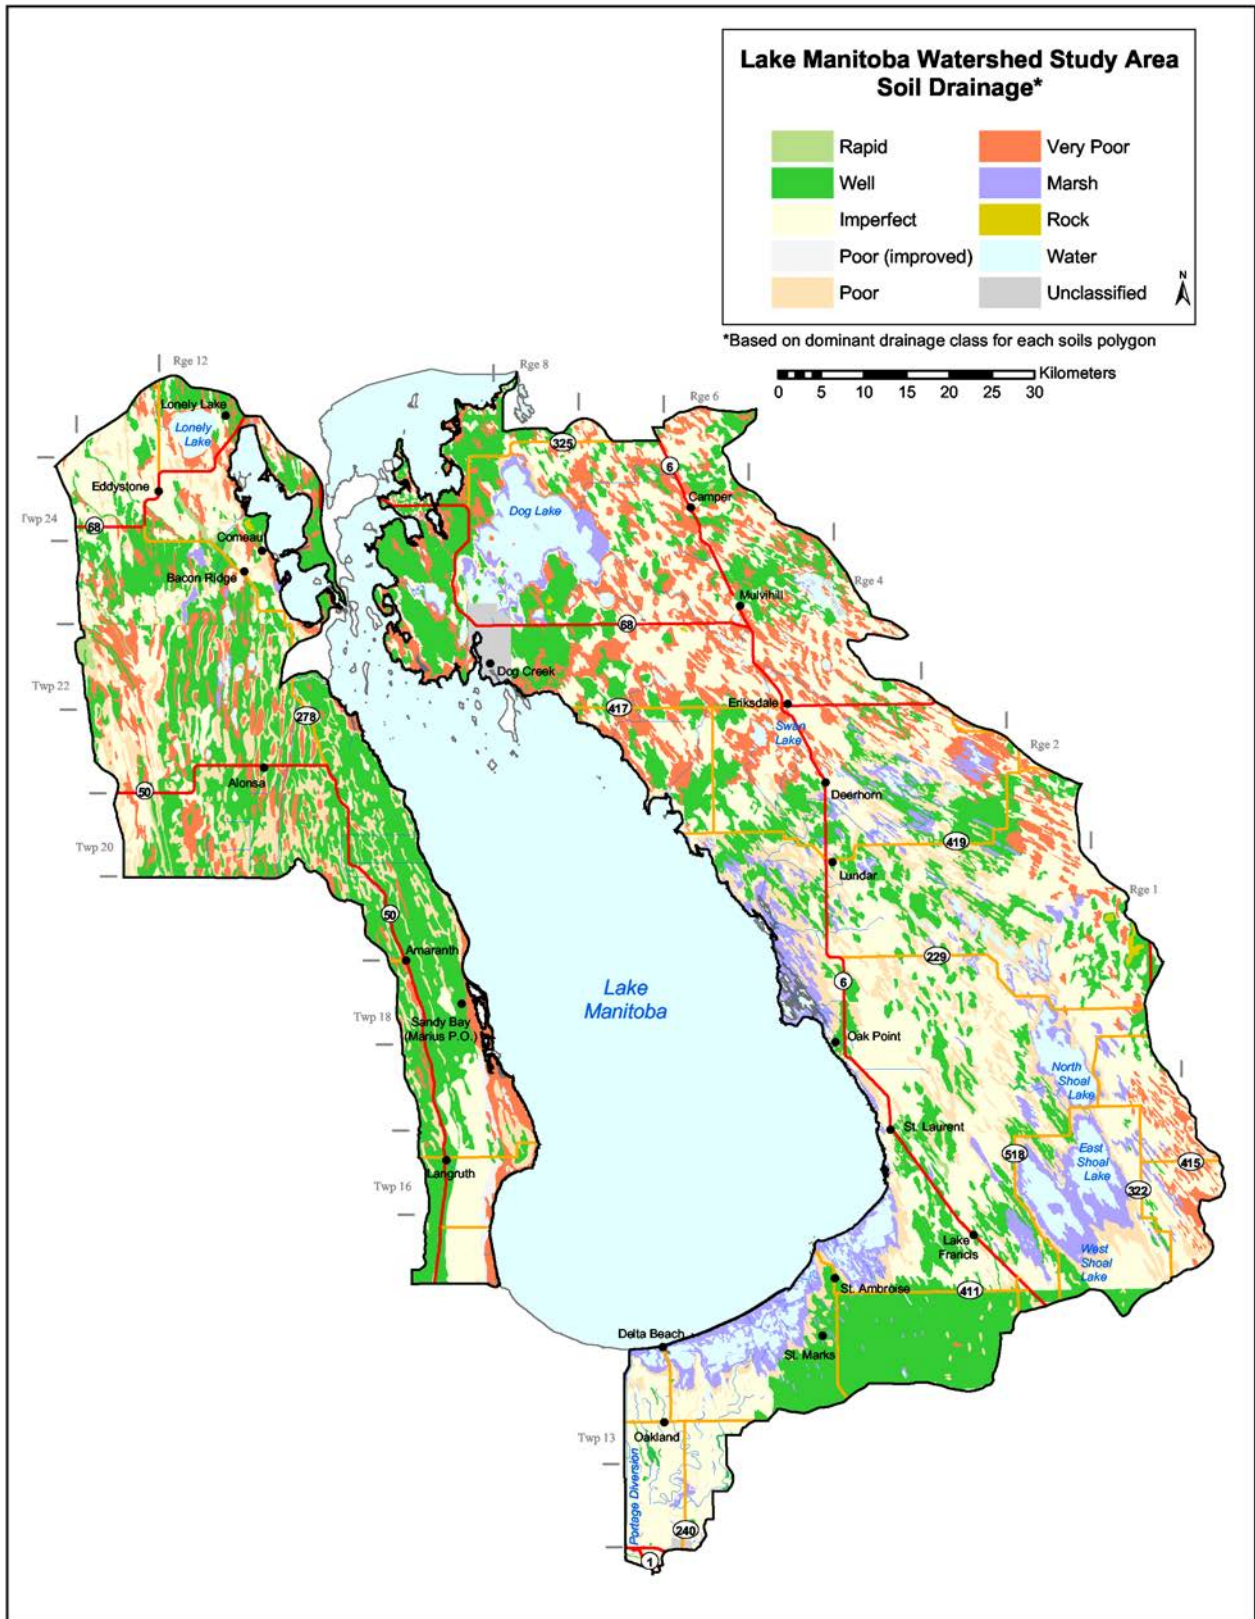 Lake Manitoba Watershed Study Area
Soil Drainage*
Rapid
Very Poor
Well
Marsh
Imperfect
Rock
Poor (improved)
Water
Poor
Unclassified
N
*Based on dominant drainage class for each soils polygon
Kilometers
0 5 10 15 20 25 30
Rge 12
Rge 8
Rge 6
Lonely Lake
Lonely
Lake
325
6
Eddystone
Camper
Dog Lake
Twp 24
68
Comeau
Bacon Ridge
Rge 4
Mulvihill
68
Dog Creek
Twp 22
417
Eriksdale
278
Swan
Lake
Rge 2
Alonsa
50
Deerhorn
Twp 20
419
Lundar
Rge 1
50
Amaranth
229
6
Lake
Manitoba
Twp 18
Sandy Bay
(Marius P.O.)
Oak Point
North
Shoal
Lake
St. Laurent
518
East
Shoal
Lake
415
Langruth
Twp 16
322
Lake
Francis
West
Shoal
Lake
St. Ambroise
411
Delta Beach
St. Marks
Twp 13
Oakland
Portage Diversion
240
1